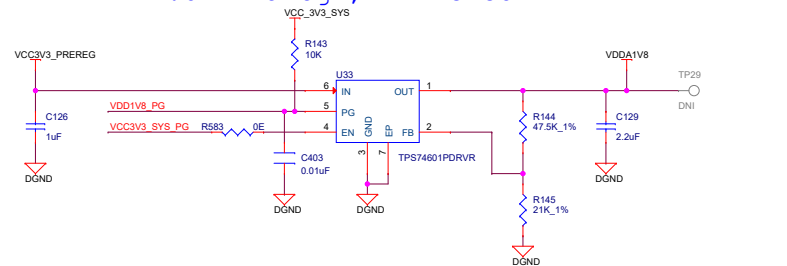 VCC_3V3_SYS
VCC3V3_PREREG
R143
10K
VDDA1V8
TP29
DNI
U33
6
IN
OUT
1
VDD1V8_PG
5
PG
VCC3V3_SYS_PG
R583
0E
4
EN
GND
EP
FB
2
3
7
TPS74601PDRVR
C126
1uF
R144
47.5K_1%
C129
2.2uF
C403
0.01uF
DGND
DGND
DGND
DGND
R145
21K_1%
DGND